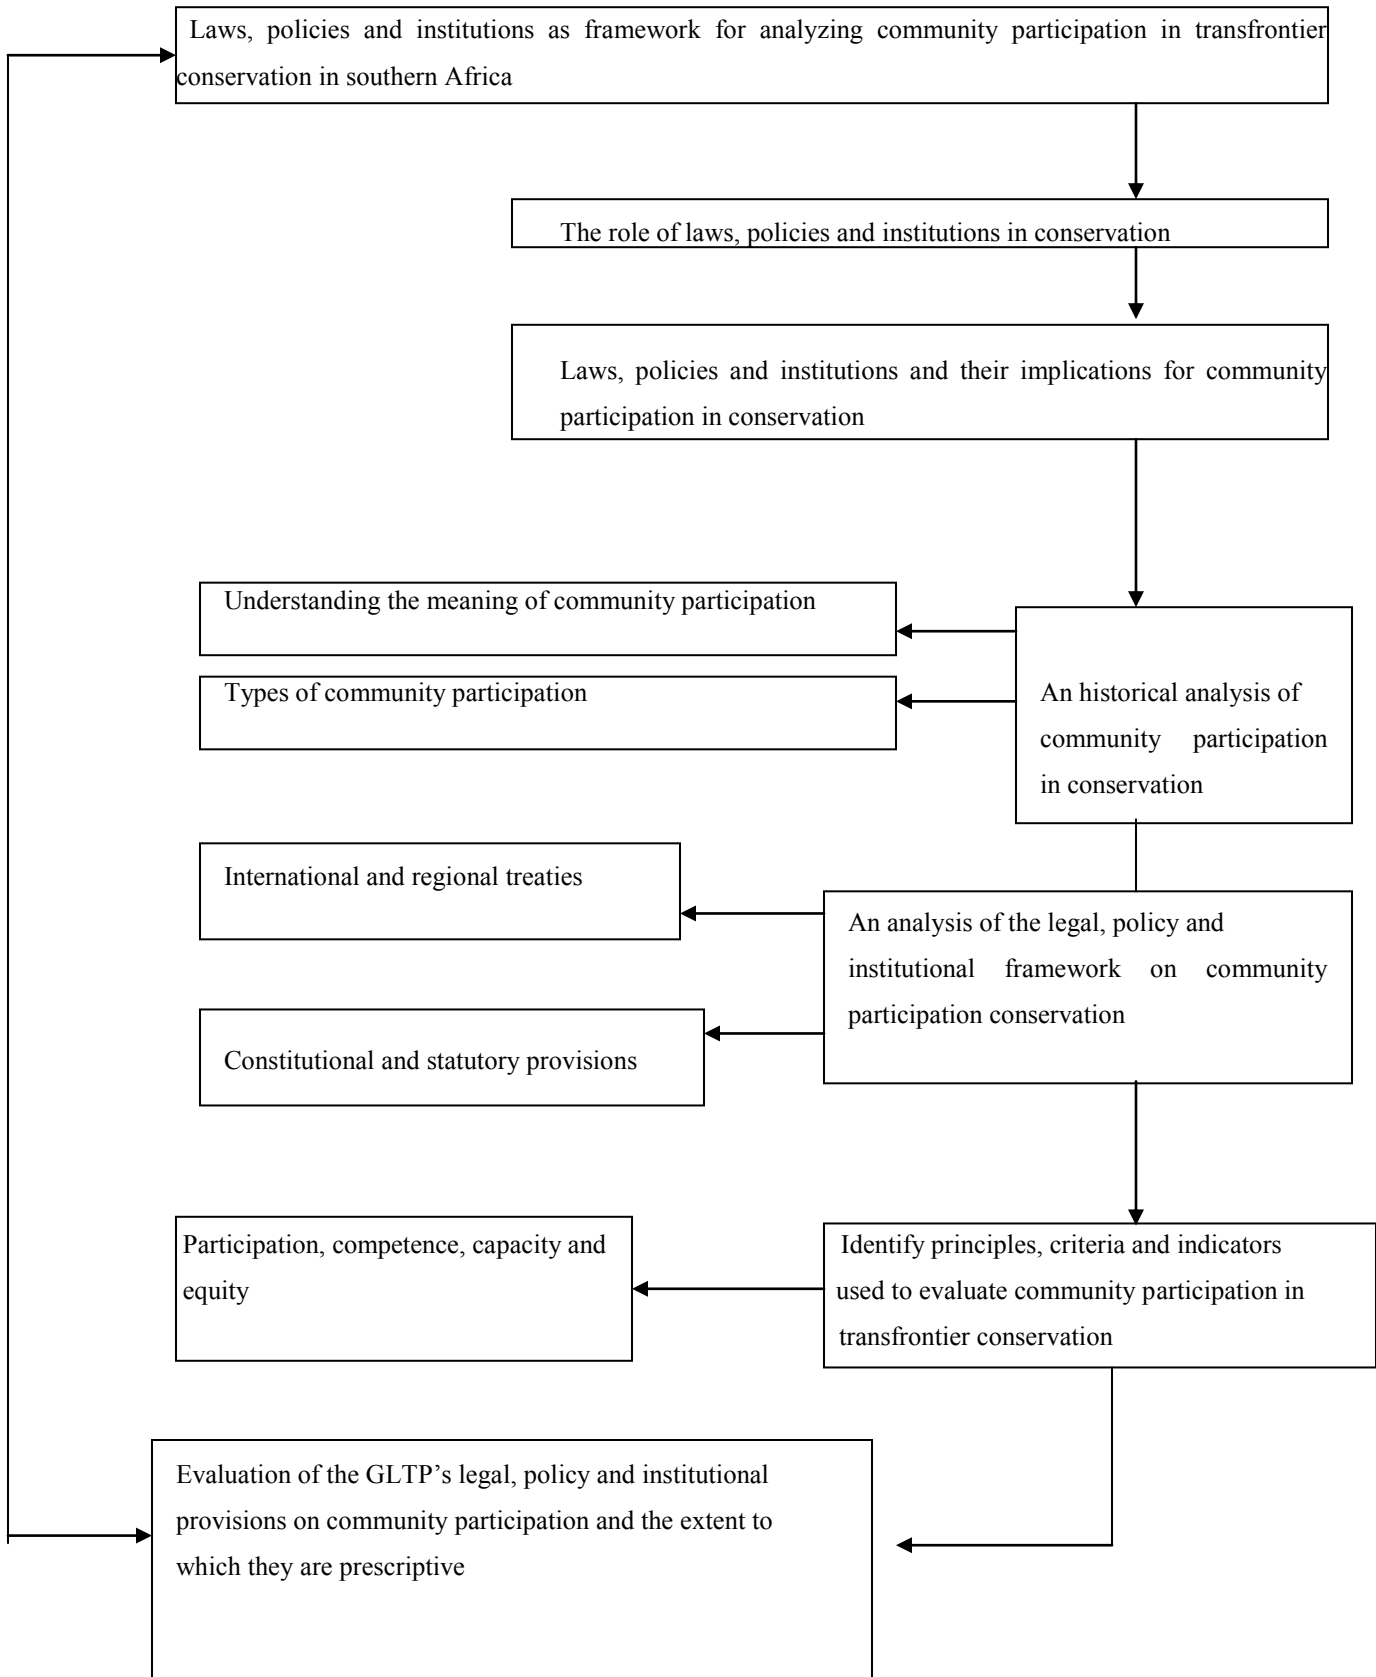 Laws, policies and institutions as framework for analyzing community participation in transfrontier
conservation in southern Africa
The role of laws, policies and institutions in conservation
Laws, policies and institutions and their implications for community
participation in conservation
Understanding the meaning of community participation
Types of community participation
An historical analysis of
community participation
in conservation
International and regional treaties
An analysis of the legal, policy and
institutional framework on community
participation conservation
Constitutional and statutory provisions
Participation, competence, capacity and
equity
Identify principles, criteria and indicators
used to evaluate community participation in
transfrontier conservation
Evaluation of the GLTP’s legal, policy and institutional
provisions on community participation and the extent to
which they are prescriptive